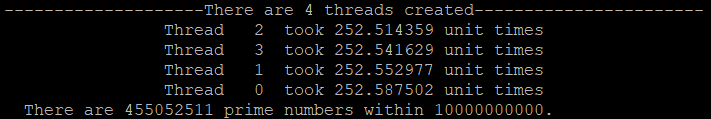 --------------------There are 4 threads created-----------------------
Thread   2  took 252.514359 unit times
Thread   3  took 252.541629 unit times
Thread   1  took 252.552977 unit times
Thread   0  took 252.587502 unit times
There are 455052511 prime numbers within 10000000000.